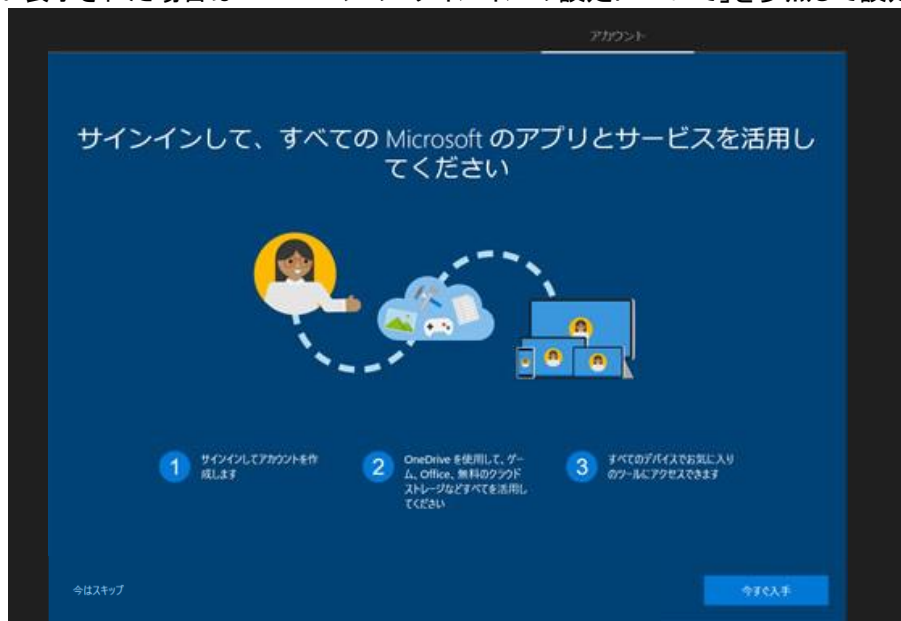 アカウント
サインインして、すべての Microsoft のアプリとサービスを活用し
てください
1
サインインしてアカウントを作
成します
2
OneDrive を使用して、ゲー
ム、Office、無料のクラウド
ストレージなどすべてを活用し
てください
3
すべてのデバイスでお気に入り
のツールにアクセスできます
今はスキップ
今すぐ入手